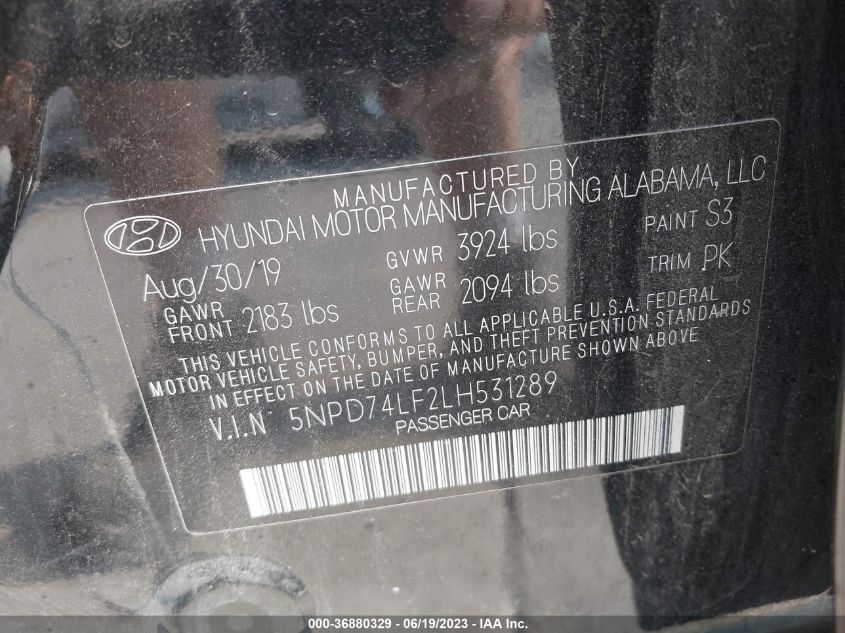 MANUFACTURED BY
HYUNDAI MOTOR MANUFACTURING ALABAMA, LLC
Aug/30/19 GVWR 3924 lbs PAINT S3
GAWR FRONT 2183 lbs GAWR REAR 2094 lbs TRIM PK
THIS VEHICLE CONFORMS TO ALL APPLICABLE U.S.A. FEDERAL
MOTOR VEHICLE SAFETY, BUMPER, AND THEFT PREVENTION STANDARDS
IN EFFECT ON THE DATE OF MANUFACTURE SHOWN ABOVE
V.I.N 5NPD74LF2LH531289
PASSENGER CAR
000-36880329 - 06/19/2023 - IAA Inc.